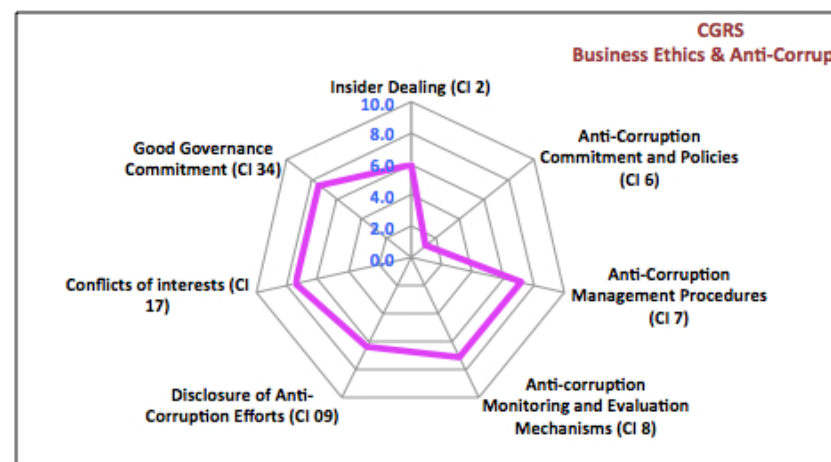 CGRS
Business Ethics & Anti-Corrup
Insider Dealing (CI 2)
10.0
8.0
6.0
4.0
2.0
0.0
Anti-Corruption
Commitment and Policies
(CI 6)
Anti-Corruption
Management Procedures
(CI 7)
Anti-corruption
Monitoring and Evaluation
Mechanisms (CI 8)
Disclosure of Anti-
Corruption Efforts (CI 09)
Conflicts of interests (CI
17)
Good Governance
Commitment (CI 34)